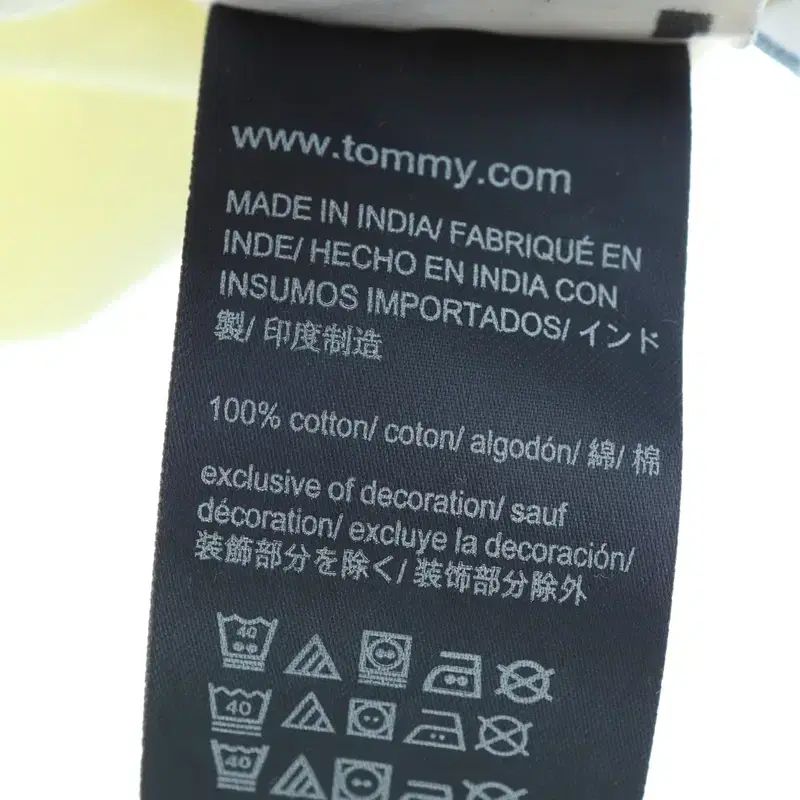 www.tommy.com
MADE IN INDIA/ FABRIQUÉ EN
INDE/ HECHO EN INDIA CON
INSUMOS IMPORTADOS/ インド
製/ 印度制造
100% cotton/ coton/ algodón/ 綿/ 棉
exclusive of decoration/ sauf
décoration/ excluye la decoración/
装飾部分を除く/ 装饰部分除外
40
40
40